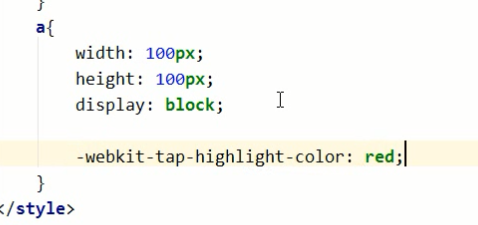 }
a{
width: 100px;
height: 100px;
display: block;
-webkit-tap-highlight-color: red;
}
</style>